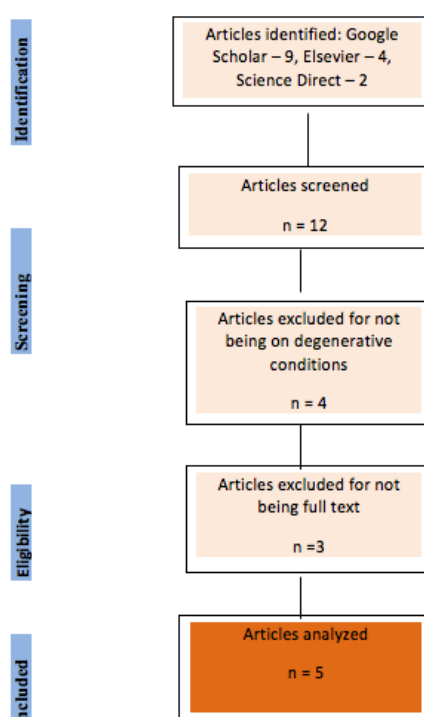 Identification
Articles identified: Google
Scholar – 9, Elsevier – 4,
Science Direct – 2
Articles screened
n = 12
Screening
Articles excluded for not
being on degenerative
conditions
n = 4
Eligibility
Articles excluded for not
being full text
n =3
Articles analyzed
n = 5